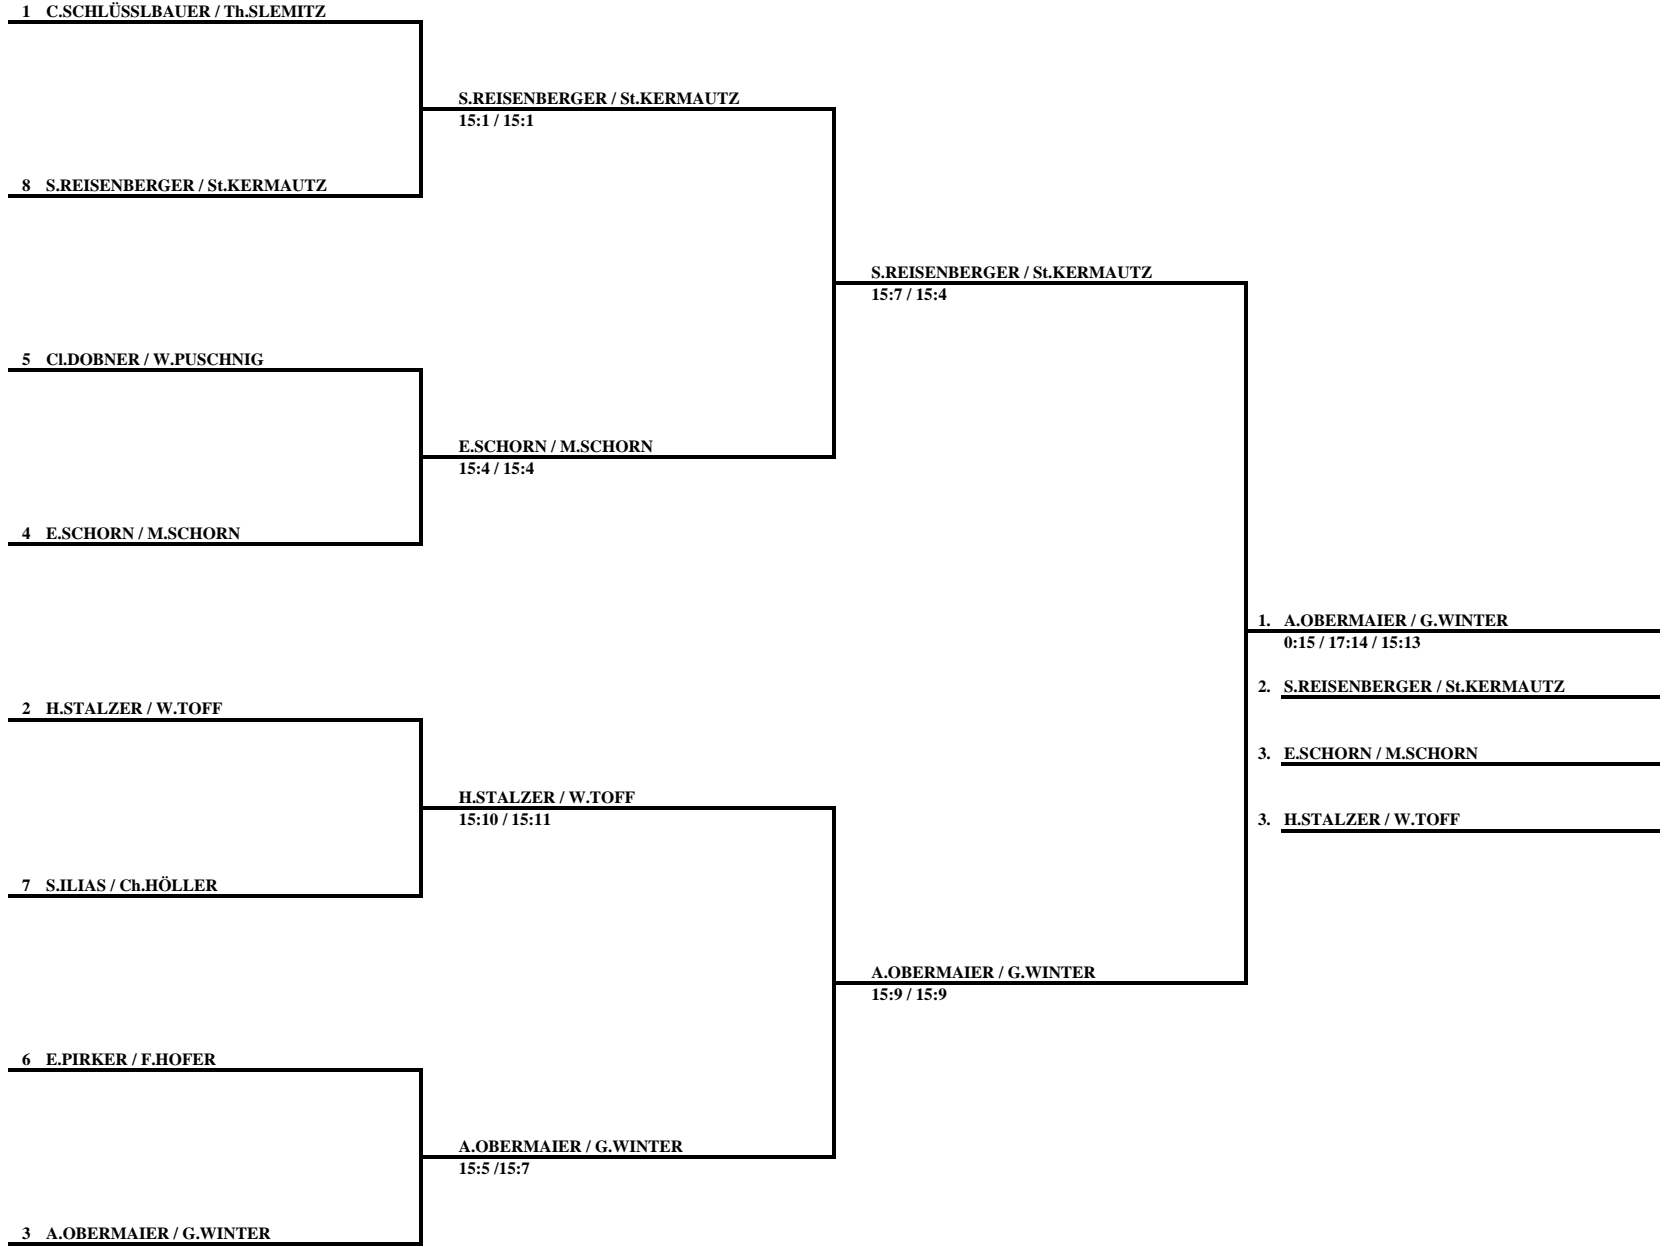 1 C.SCHLÜSSLBAUER / Th.SLEMITZ
S.REISENBERGER / St.KERMAUTZ
15:1 / 15:1
8 S.REISENBERGER / St.KERMAUTZ
S.REISENBERGER / St.KERMAUTZ
15:7 / 15:4
5 Cl.DOBNER / W.PUSCHNIG
E.SCHORN / M.SCHORN
15:4 / 15:4
4 E.SCHORN / M.SCHORN
1. A.OBERMAIER / G.WINTER
0:15 / 17:14 / 15:13
2. S.REISENBERGER / St.KERMAUTZ
2 H.STALZER / W.TOFF
3. E.SCHORN / M.SCHORN
H.STALZER / W.TOFF
15:10 / 15:11
3. H.STALZER / W.TOFF
7 S.ILIAS / Ch.HÖLLER
A.OBERMAIER / G.WINTER
15:9 / 15:9
6 E.PIRKER / F.HOFER
A.OBERMAIER / G.WINTER
15:5 /15:7
3 A.OBERMAIER / G.WINTER